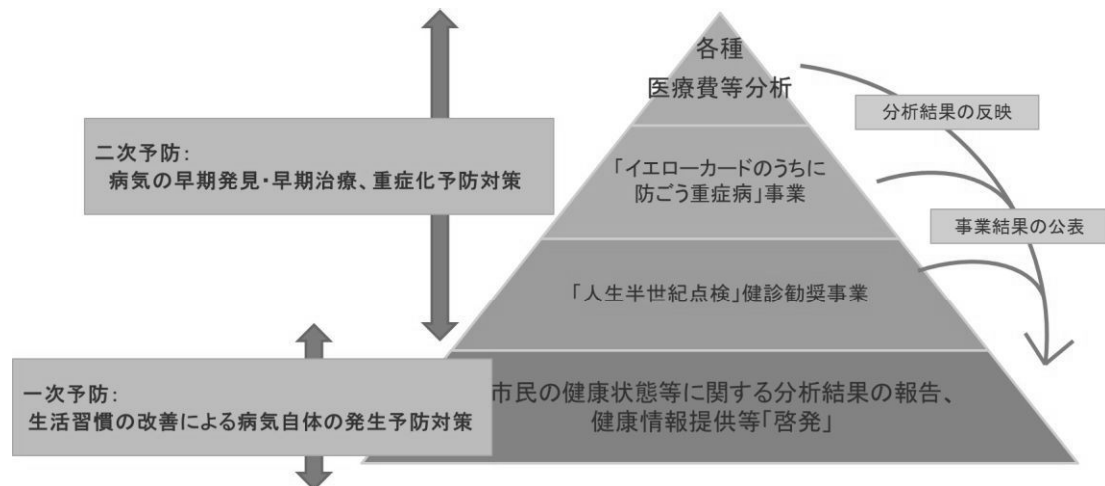 各種
医療費等分析
分析結果の反映
二次予防:
病気の早期発見・早期治療、重症化予防対策
「イエローカードのうちに
防ごう重症病」事業
事業結果の公表
「人生半世紀点検」健診勧奨事業
一次予防:
生活習慣の改善による病気自体の発生予防対策
市民の健康状態等に関する分析結果の報告、
健康情報提供等「啓発」